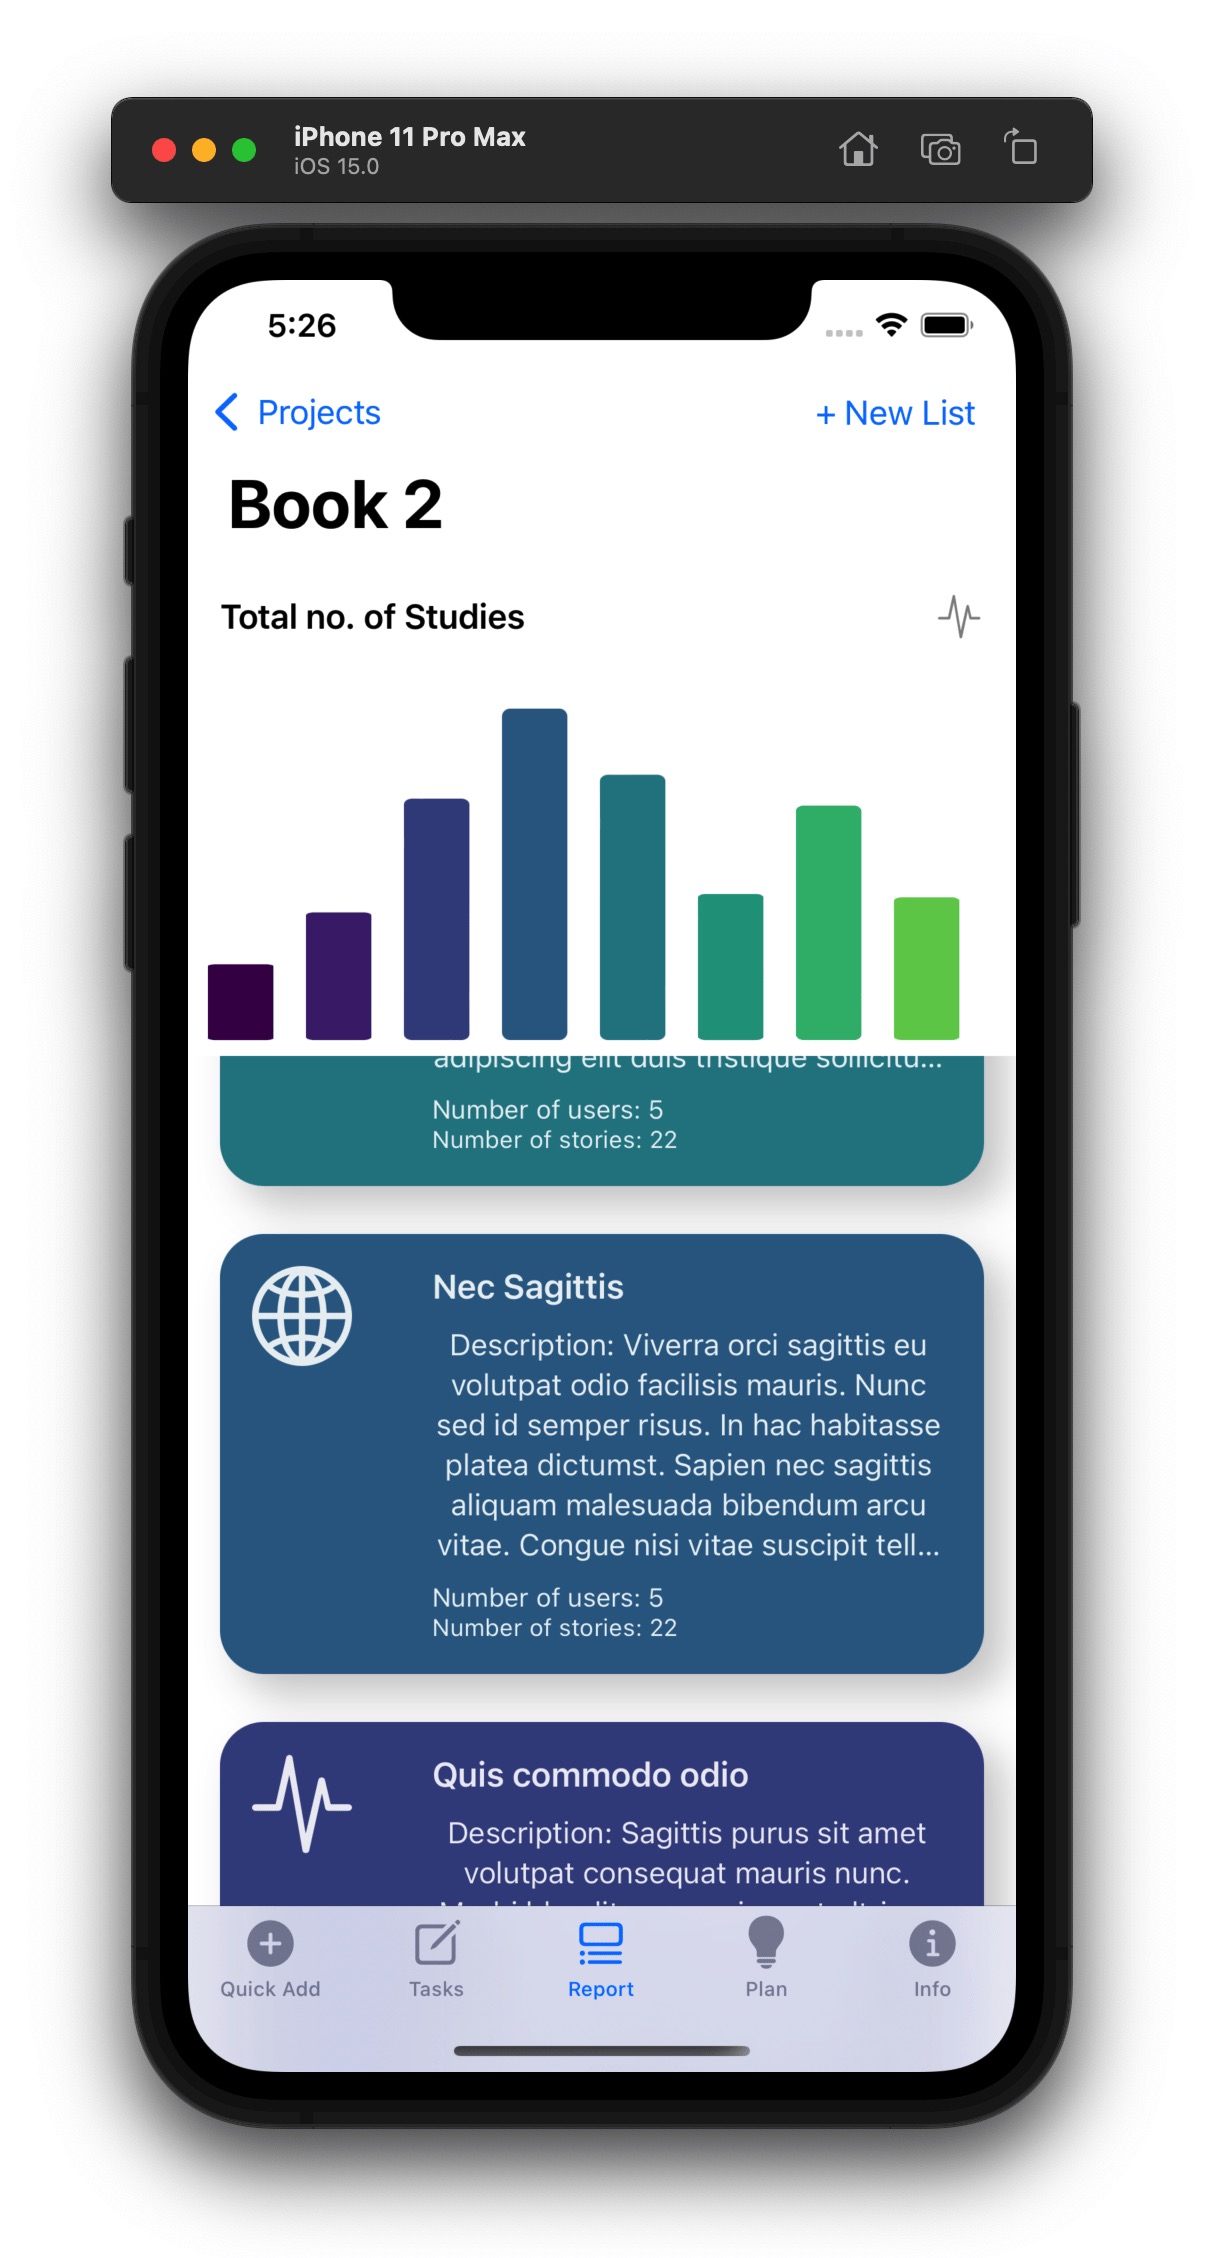 iPhone 11 Pro Max
iOS 15.0
5:26
Projects
+ New List
Book 2
Total no. of Studies
adipiscing elit duis tristique sollicitu...
Number of users: 5
Number of stories: 22
Nec Sagittis
Description: Viverra orci sagittis eu
volutpat odio facilisis mauris. Nunc
sed id semper risus. In hac habitasse
platea dictumst. Sapien nec sagittis
aliquam malesuada bibendum arcu
vitae. Congue nisi vitae suscipit tell...
Number of users: 5
Number of stories: 22
Quis commodo odio
Description: Sagittis purus sit amet
volutpat consequat mauris nunc.
Quick Add
Tasks
Report
Plan
Info